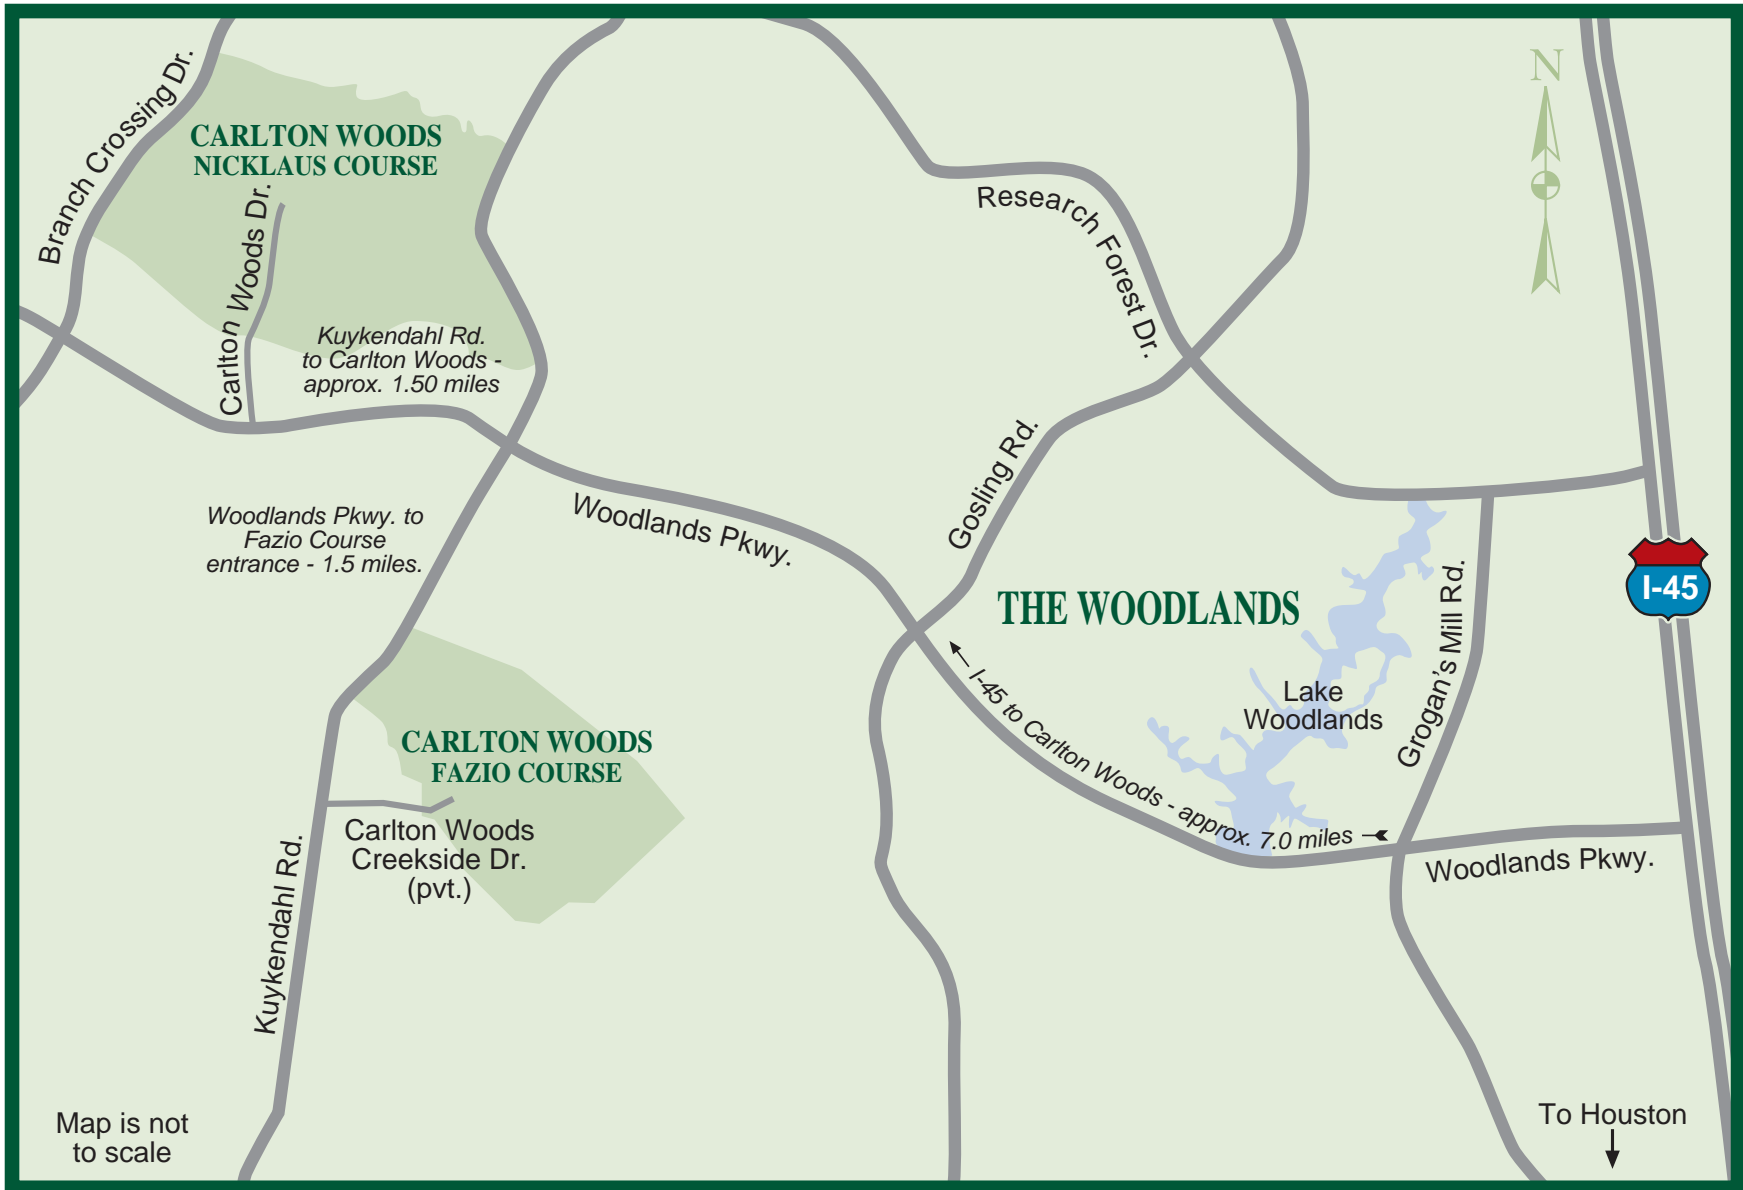 N
Branch Crossing Dr.
CARLTON WOODS
NICKLAUS COURSE
Carlton Woods Dr.
Kuykendahl Rd.
to Carlton Woods -
approx. 1.50 miles
Research Forest Dr.
Gosling Rd.
Woodlands Pkwy.
Woodlands Pkwy. to
Fazio Course
entrance - 1.5 miles.
THE WOODLANDS
I-45
Grogan's Mill Rd.
Lake
Woodlands
I-45 to Carlton Woods - approx. 7.0 miles
CARLTON WOODS
FAZIO COURSE
Carlton Woods
Creekside Dr.
(pvt.)
Kuykendahl Rd.
Woodlands Pkwy.
Map is not
to scale
To Houston